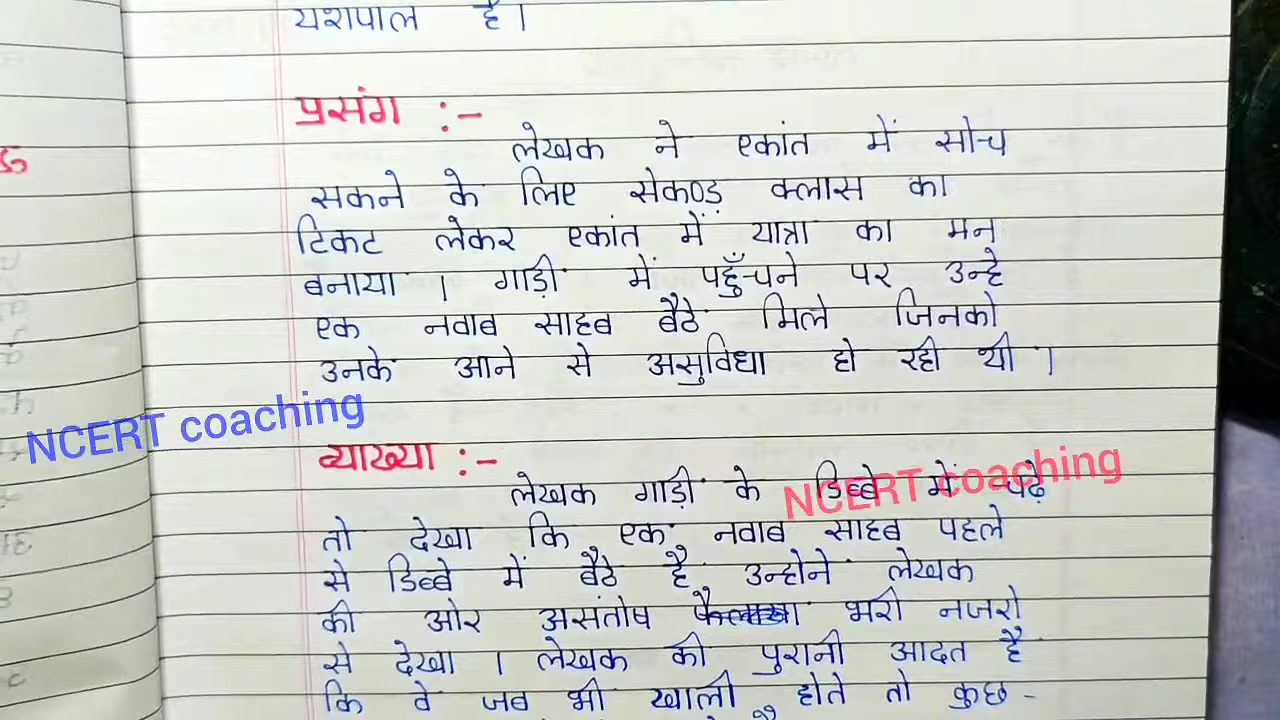 यशपाल है।
प्रसंग :-
लेखक ने एकांत में सोच
सकने के लिए सेकण्ड़ क्लास का
टिकट लेकर एकांत में यात्रा का मन
बनाया । गाड़ी में पहुँचने पर उन्हे
एक नवाब साहब बैठे मिले जिनको
उनके आने से असुविधा हो रही थी ।
NCERT coaching
व्याख्या :-
NCERT coaching
लेखक गाड़ी के डिब्बे में चढ़े
तो देखा कि एक नवाब साहब पहले
से डिब्बे में बैठे है उन्होने लेखक
की ओर असंतोष भरी नजरो
से देखा । लेखक की पुरानी आदत है
कि वे जब भी खाली होते तो कुछ -